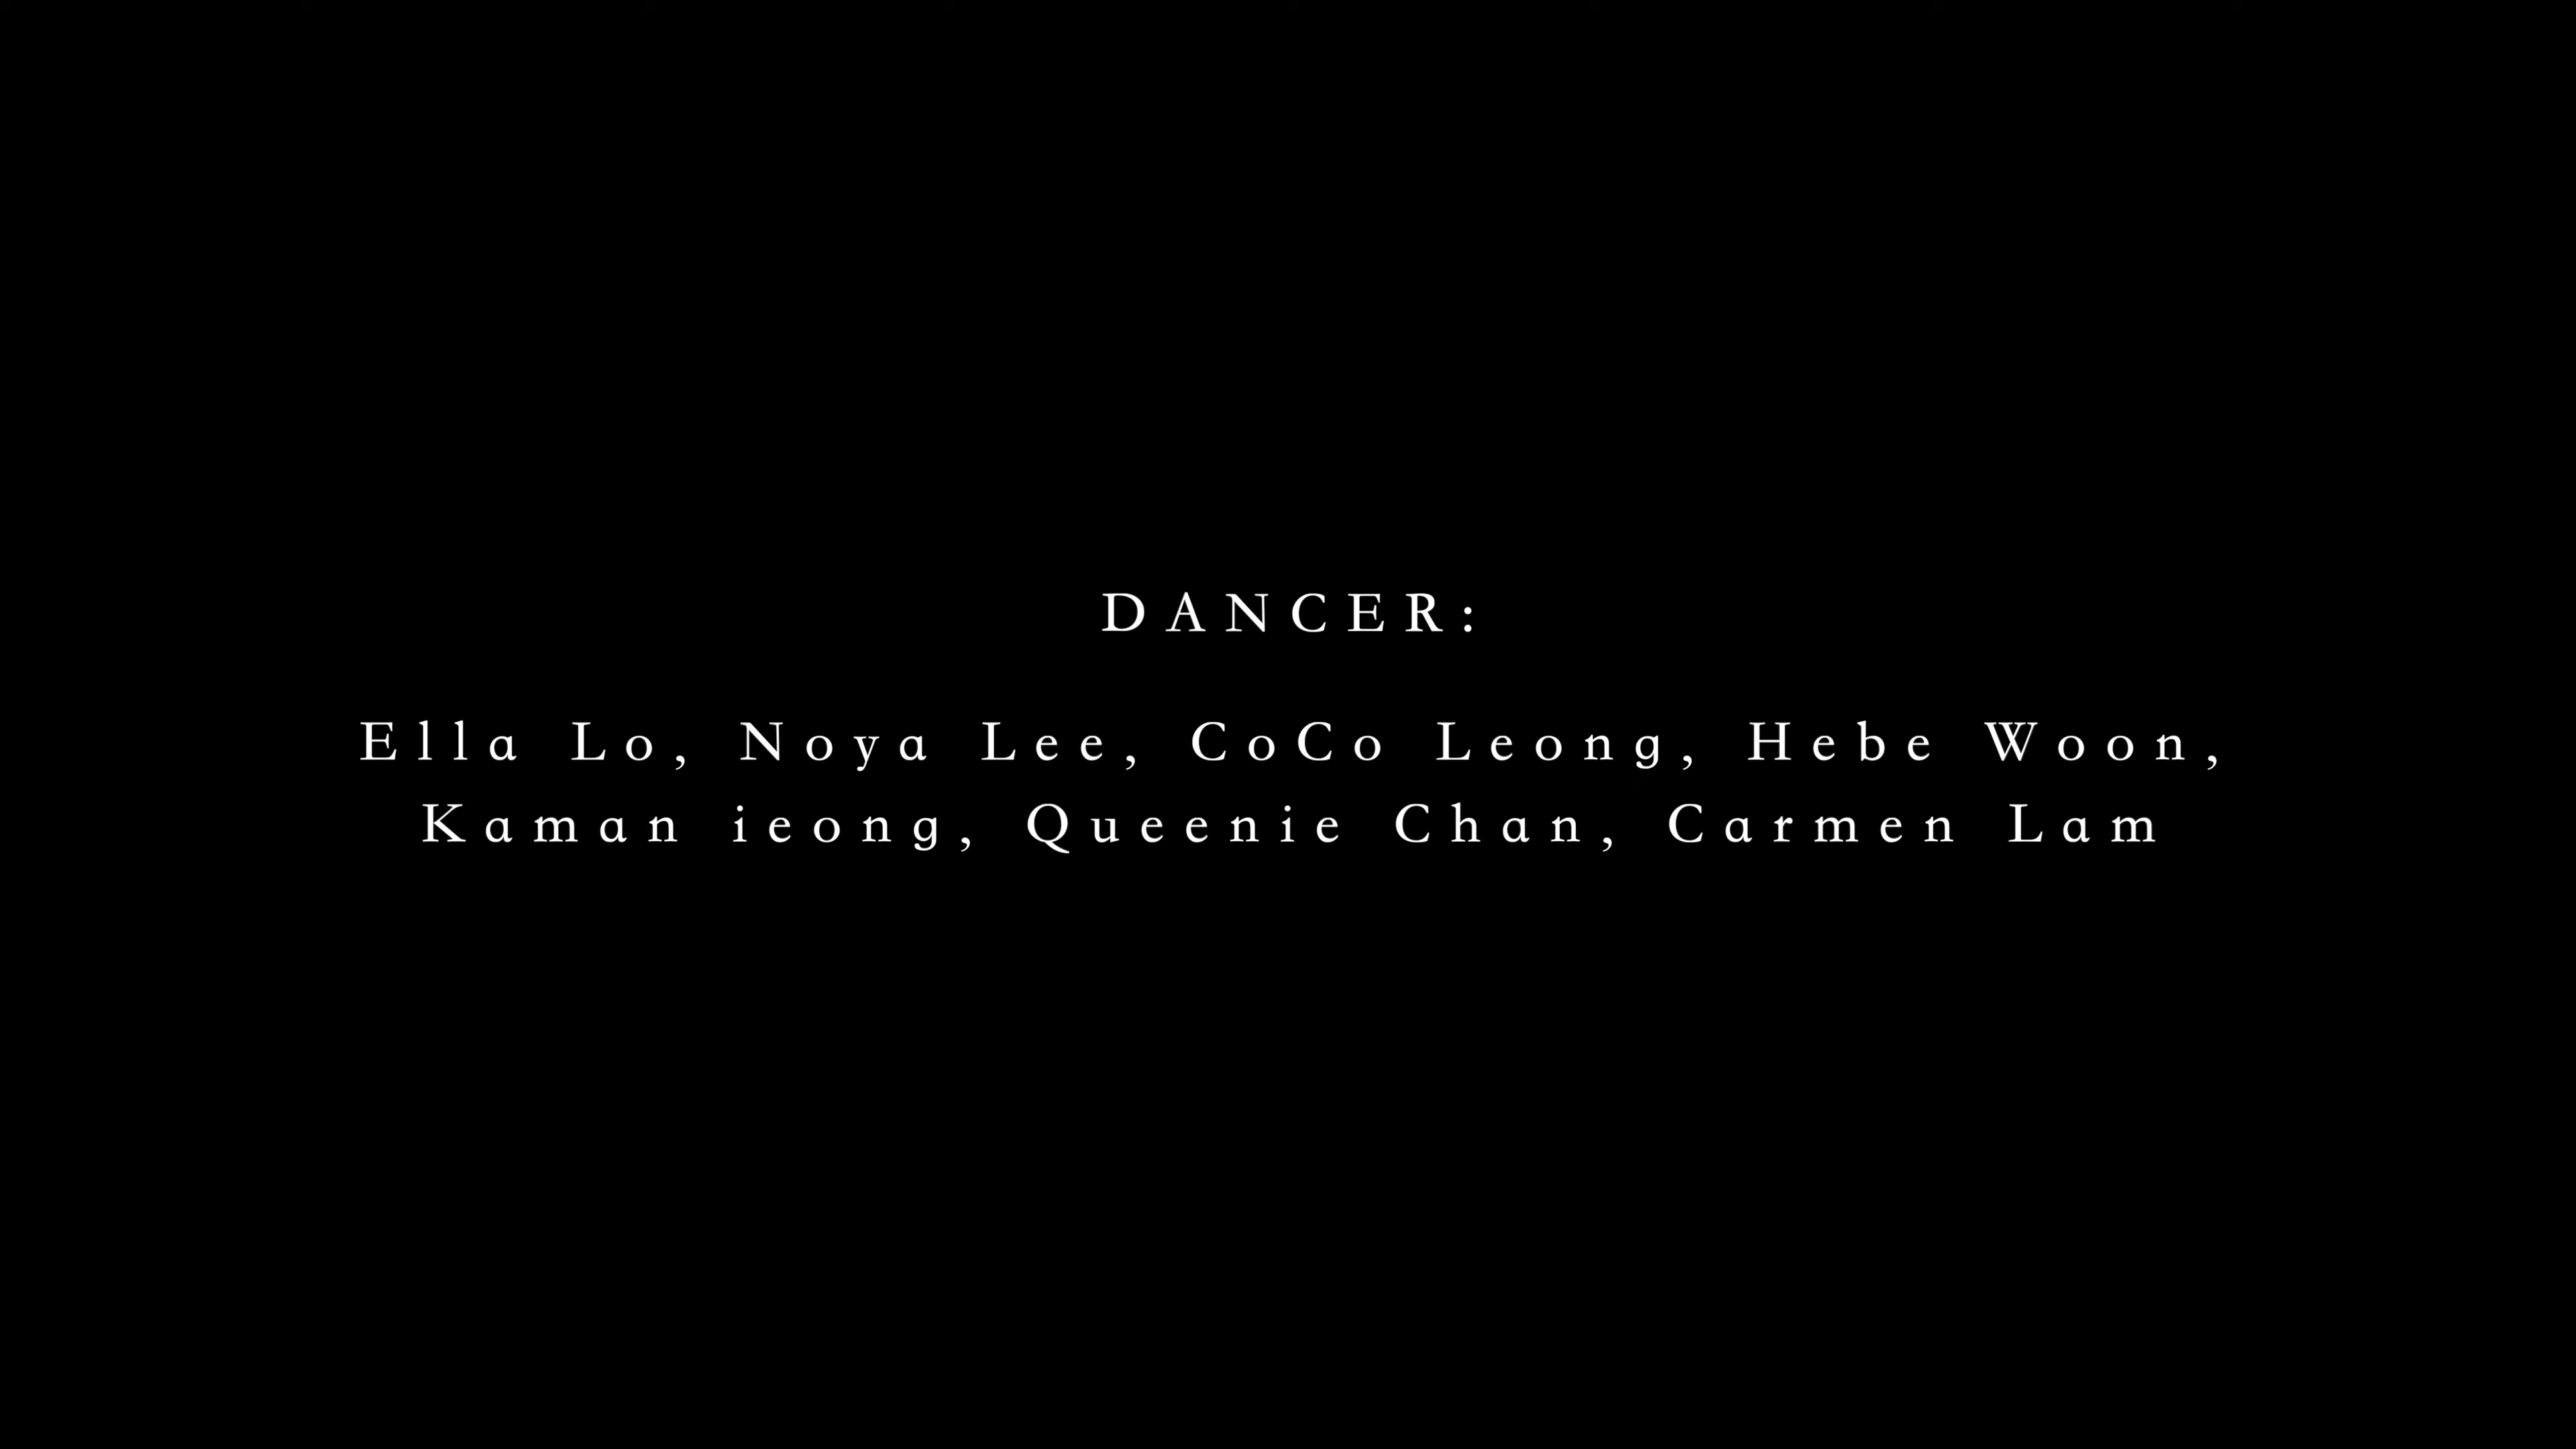 DANCER:
Ella Lo, Noya Lee, CoCo Leong, Hebe Woon,
Kaman ieong, Queenie Chan, Carmen Lam